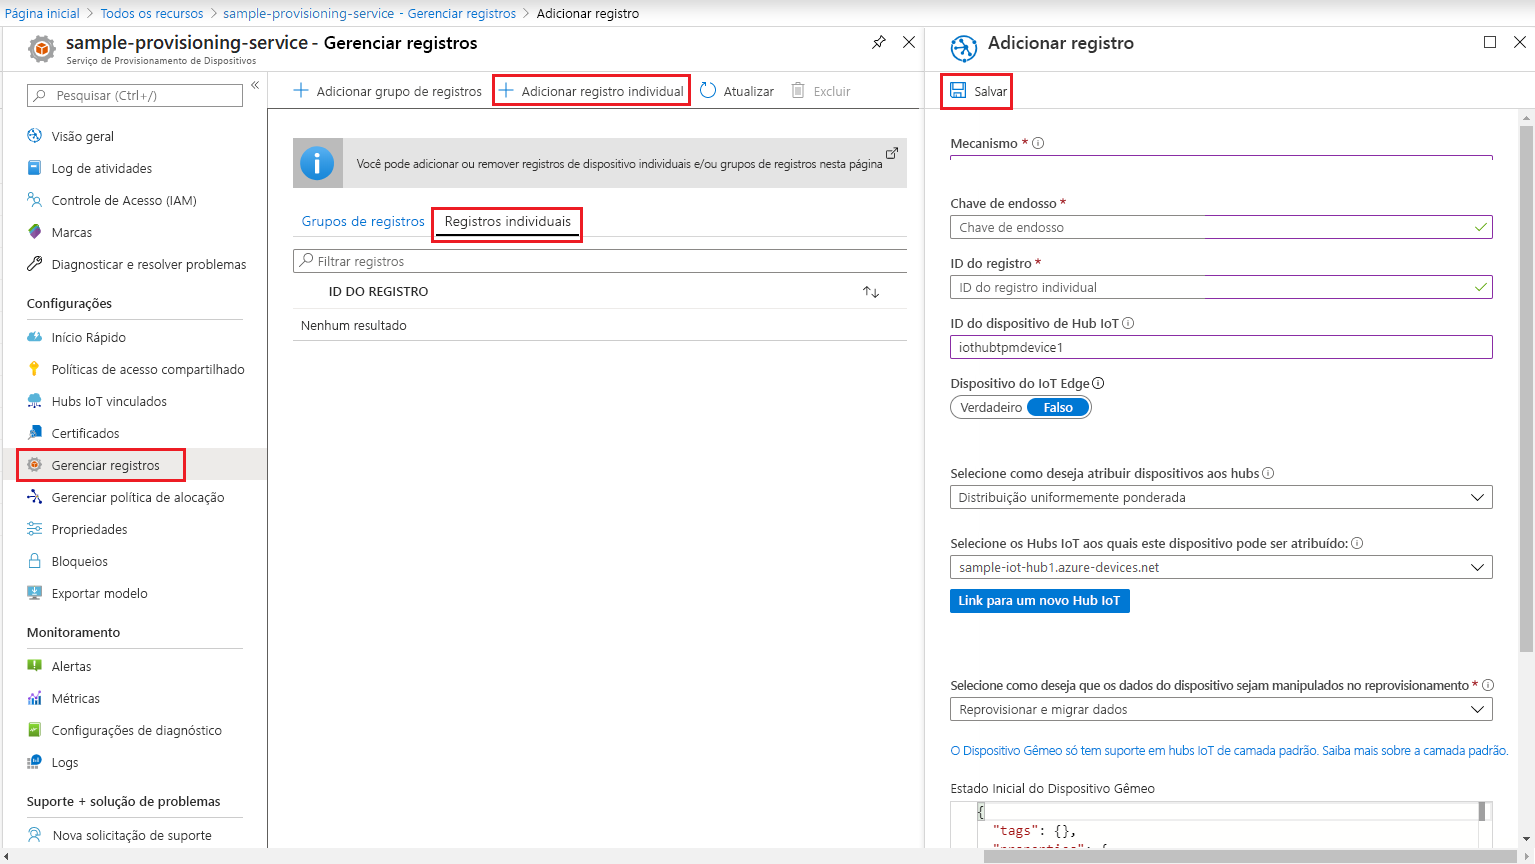 Página inicial > Todos os recursos > sample-provisioning-service - Gerenciar registros > Adicionar registro
sample-provisioning-service - Gerenciar registros
Serviço de Provisionamento de Dispositivos
Pesquisar (Ctrl+/)
Visão geral
Log de atividades
Controle de Acesso (IAM)
Marcas
Diagnosticar e resolver problemas
Configurações
Início Rápido
Políticas de acesso compartilhado
Hubs IoT vinculados
Certificados
Gerenciar registros
Gerenciar política de alocação
Propriedades
Bloqueios
Exportar modelo
Monitoramento
Alertas
Métricas
Configurações de diagnóstico
Logs
Suporte + solução de problemas
Nova solicitação de suporte
Adicionar grupo de registros
Adicionar registro individual
Atualizar
Excluir
Você pode adicionar ou remover registros de dispositivo individuais e/ou grupos de registros nesta página
Grupos de registros
Registros individuais
Filtrar registros
ID DO REGISTRO
Nenhum resultado
Adicionar registro
Salvar
Mecanismo *
Chave de endosso *
Chave de endosso
ID do registro *
ID do registro individual
ID do dispositivo de Hub IoT
iothubtpmdevice1
Dispositivo do IoT Edge
Verdadeiro Falso
Selecione como deseja atribuir dispositivos aos hubs
Distribuição uniformemente ponderada
Selecione os Hubs IoT aos quais este dispositivo pode ser atribuído:
sample-iot-hub1.azure-devices.net
Link para um novo Hub IoT
Selecione como deseja que os dados do dispositivo sejam manipulados no reprovisionamento *
Reprovisionar e migrar dados
O Dispositivo Gêmeo só tem suporte em hubs IoT de camada padrão. Saiba mais sobre a camada padrão.
Estado Inicial do Dispositivo Gêmeo
{
"tags": {},
"properties": {